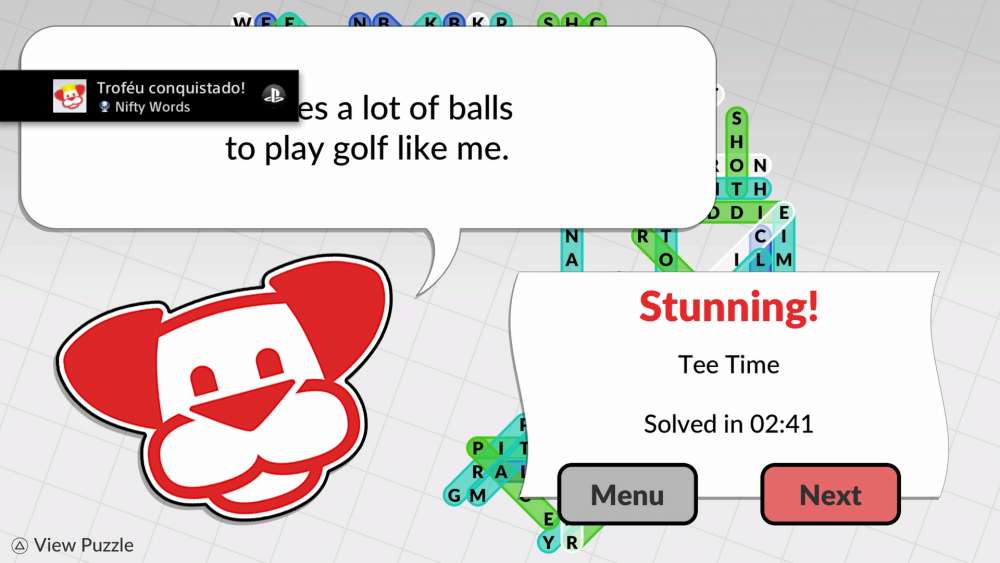 W E E N B K B K P S H C
Troféu conquistado!
Nifty Words
es a lot of balls
to play golf like me.
S
H
O N
T H
D D I E
N R T C I
A O I L M
Stunning!
Tee Time
Solved in 02:41
P I T
R A
G M
E
Y R
Menu
Next
View Puzzle